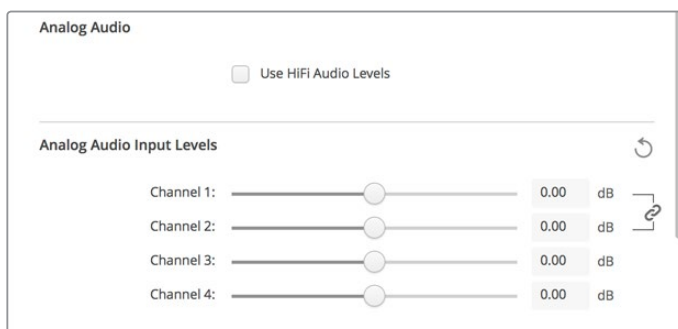 Analog Audio
Use HiFi Audio Levels
Analog Audio Input Levels
Channel 1: 0.00 dB
Channel 2: 0.00 dB
Channel 3: 0.00 dB
Channel 4: 0.00 dB